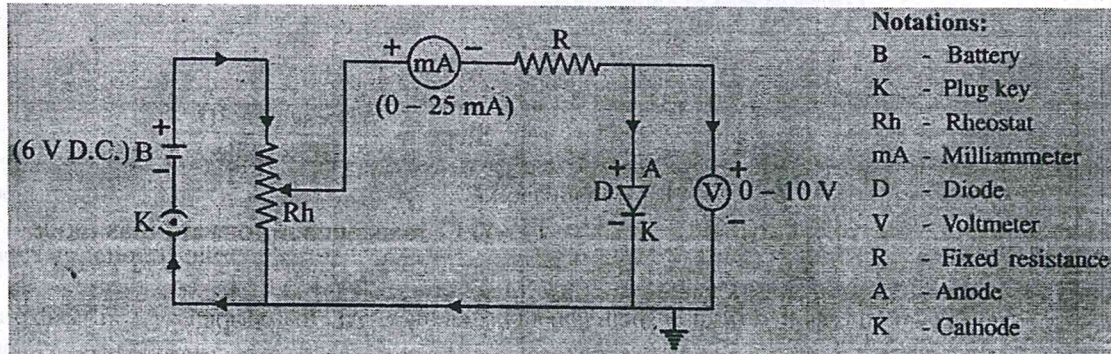 Notations:
B - Battery
K - Plug key
Rh - Rheostat
mA - Milliammeter
D - Diode
V - Voltmeter
R - Fixed resistance
A - Anode
K - Cathode
+ mA −
(0 – 25 mA)
R
(6 V D.C.) B
+
−
K
Rh
+ A
D
− K
+
V 0 – 10 V
−